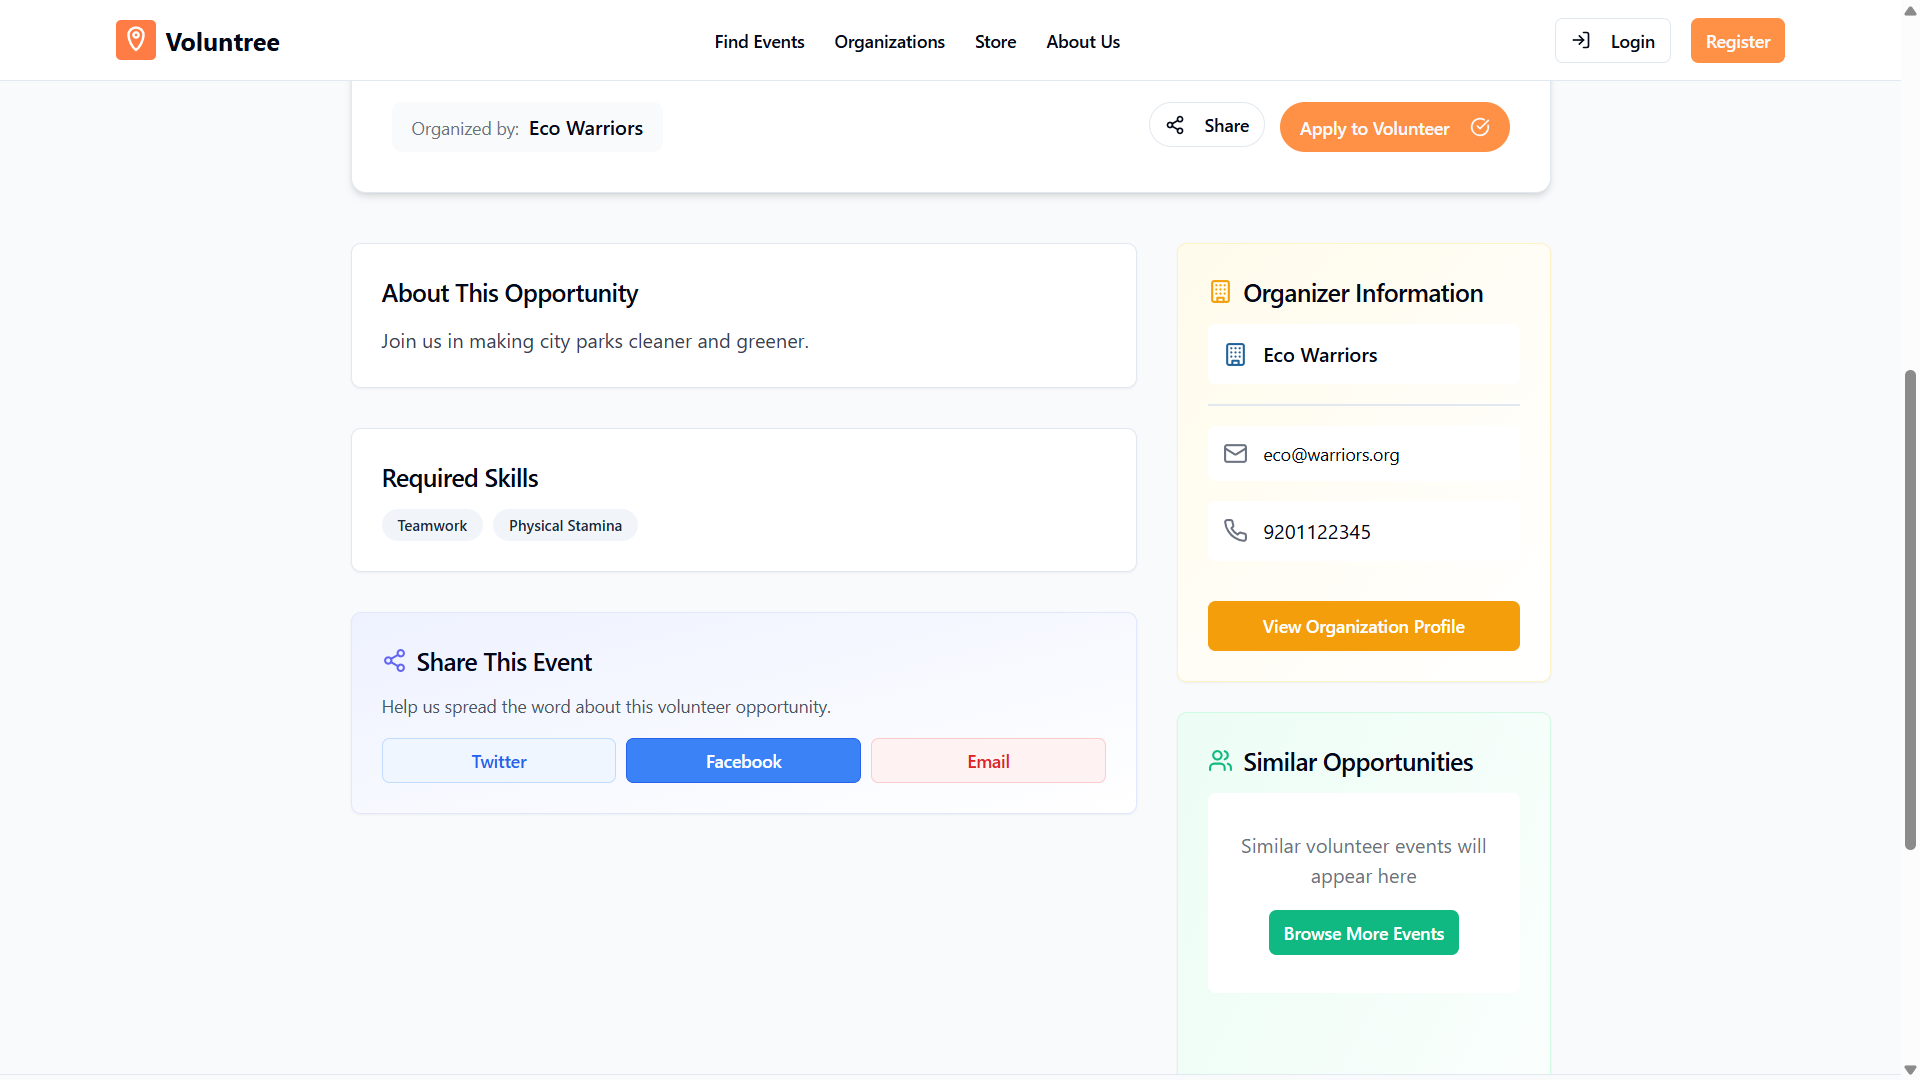 Voluntree
Find Events
Organizations
Store
About Us
Login
Register
Organized by: Eco Warriors
Share
Apply to Volunteer
About This Opportunity
Join us in making city parks cleaner and greener.
Required Skills
Teamwork
Physical Stamina
Share This Event
Help us spread the word about this volunteer opportunity.
Twitter
Facebook
Email
Organizer Information
Eco Warriors
eco@warriors.org
9201122345
View Organization Profile
Similar Opportunities
Similar volunteer events will
appear here
Browse More Events